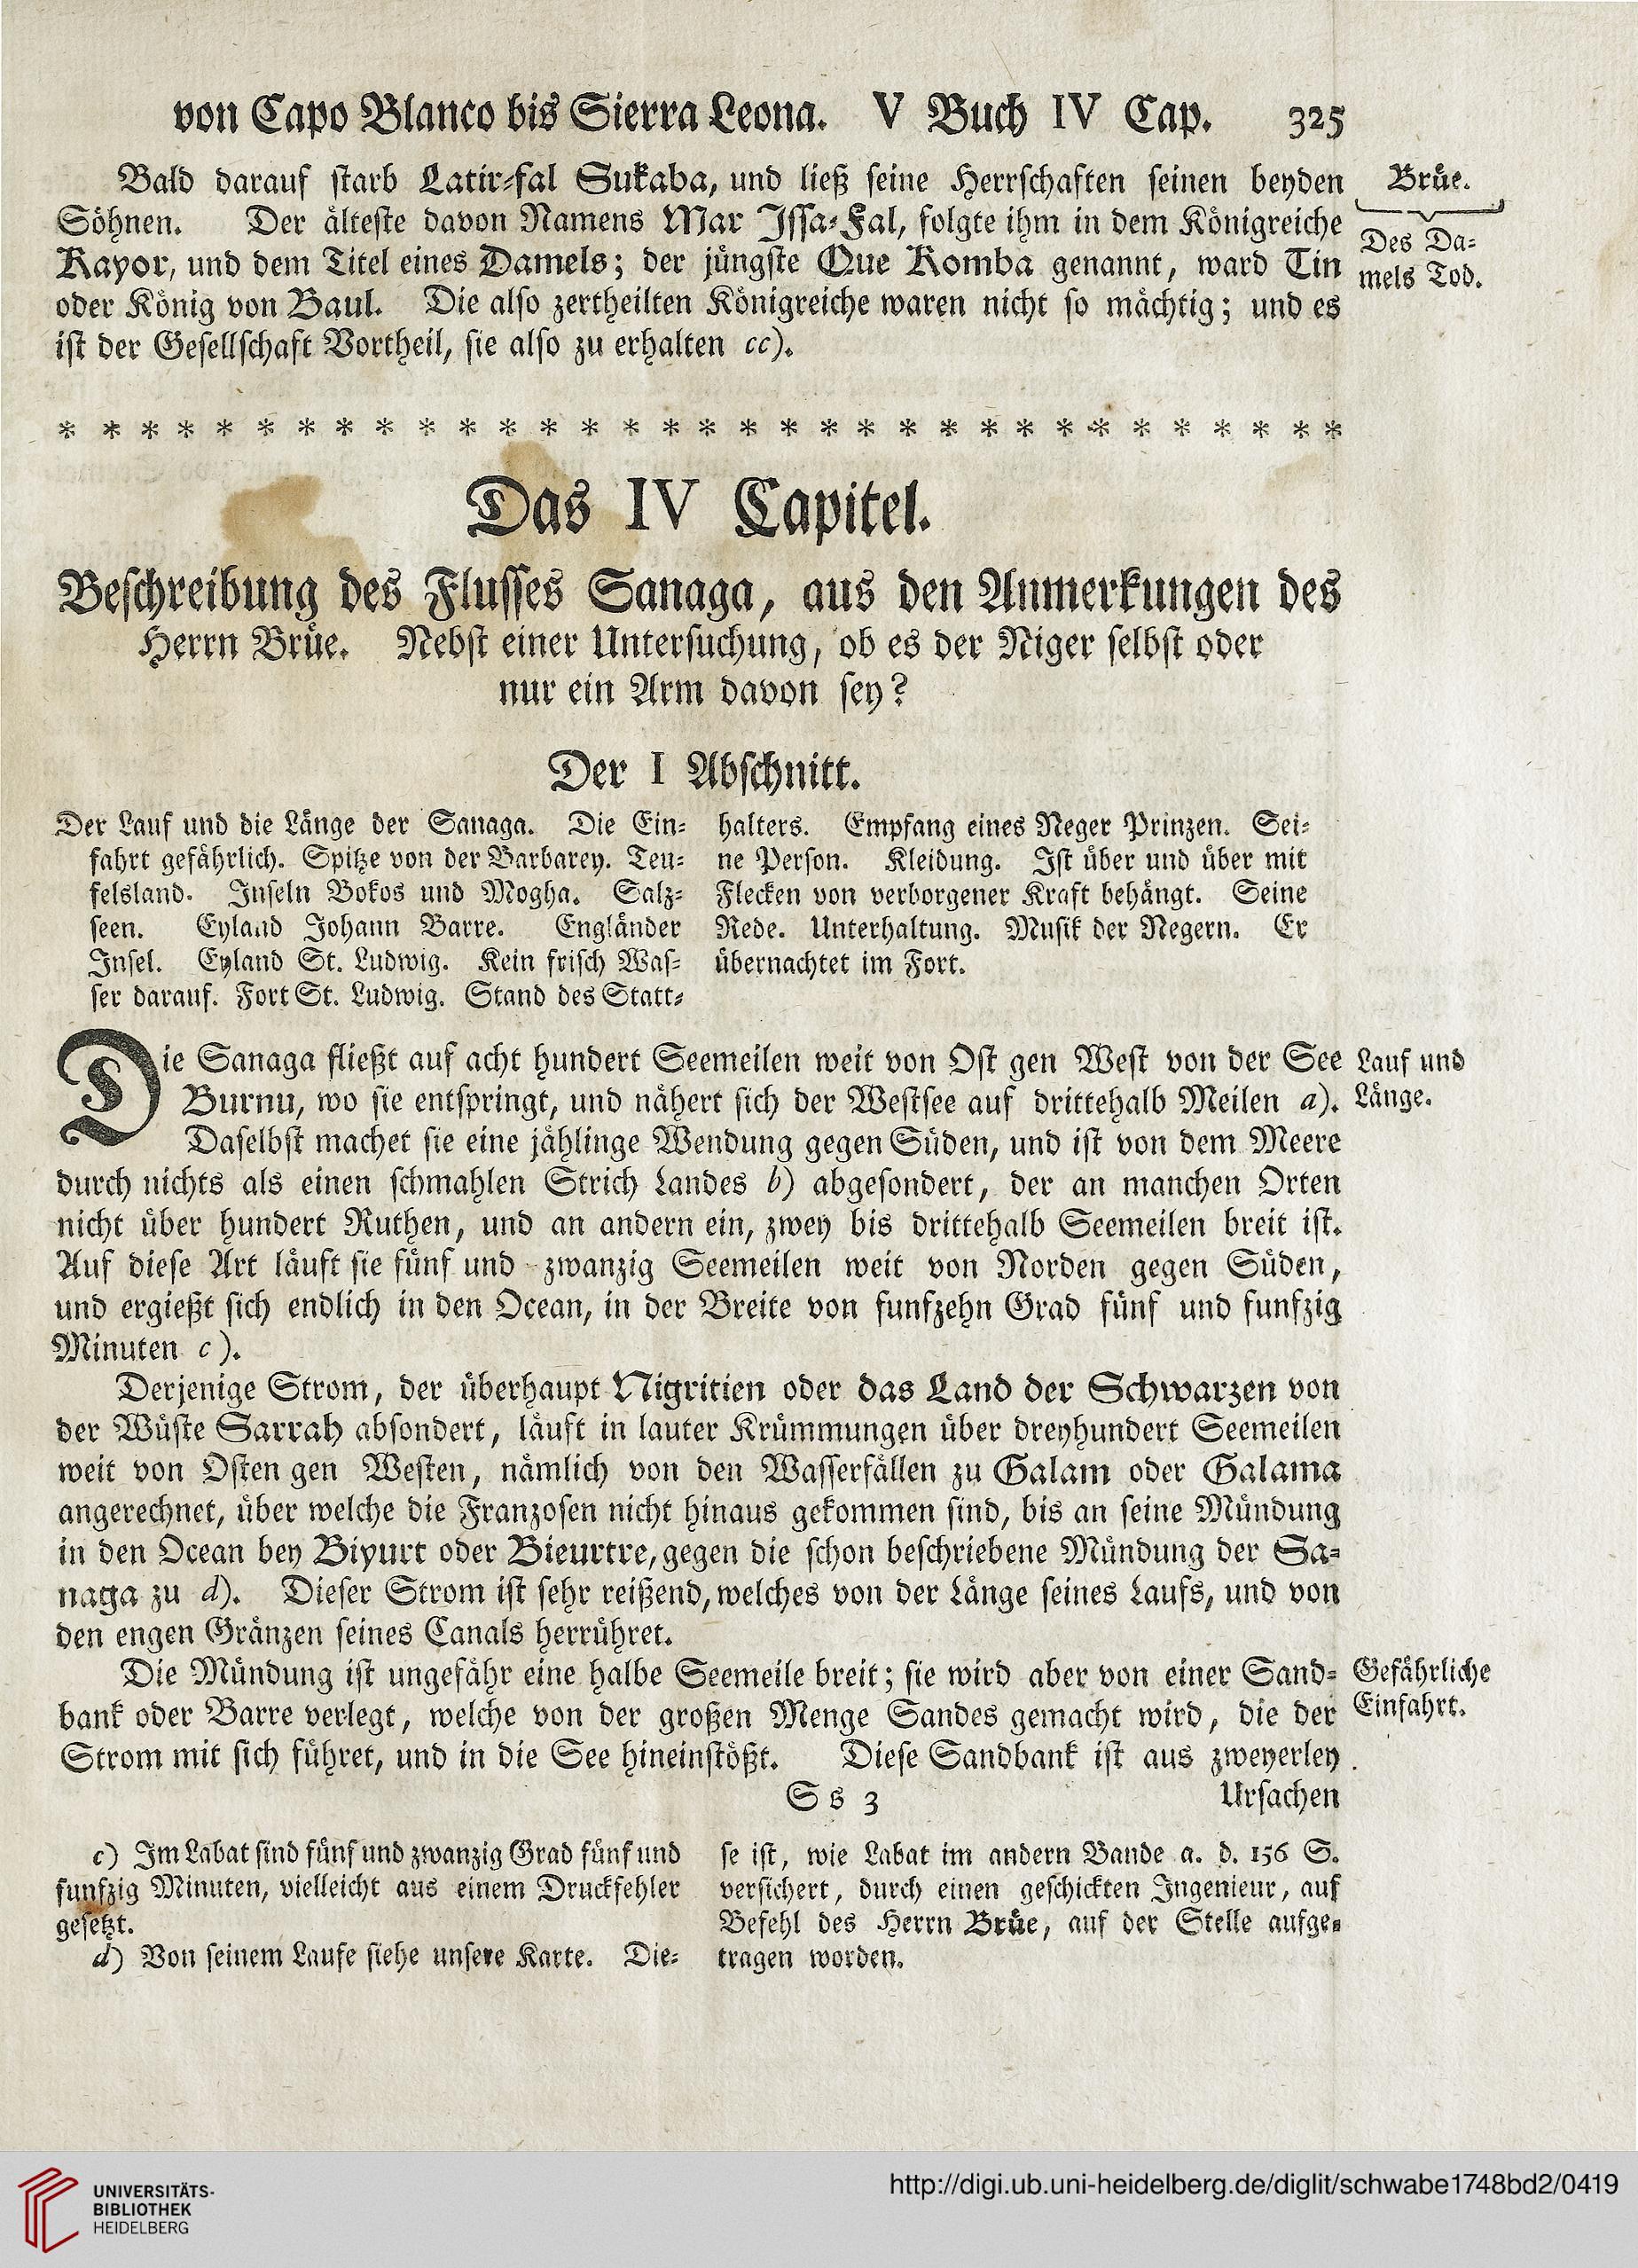 von Capo Blanco bis Sierra Leona. V Buch IV Cap. 325
Bald darauf starb Latir-fal Sukaba, und ließ seine Herrschaften seinen beyden
Söhnen. Der älteste davon Namens Mar Issa-Fal, folgte ihm in dem Königreiche
Kayor, und dem Titel eines Damels; der jüngste Que Komba genannt, ward Tin
oder König von Baul. Die also zertheilten Königreiche waren nicht so mächtig; und es
ist der Gesellschaft Vortheil, sie also zu erhalten cc).
Brüe.
Des Da-
mels Tod.
* * * * * * * * * * * * * * * * * * * * * * * * * * * * * * * * *
Das IV Capitel.
Beschreibung des Flusses Sanaga, aus den Anmerkungen des
Herrn Brüe. Nebst einer Untersuchung, ob es der Niger selbst oder
nur ein Arm davon sey?
Der I Abschnitt.
Der Lauf und die Länge der Sanaga. Die Ein-
fahrt gefährlich. Spitze von der Barbarey. Teu-
felsland. Inseln Bokos und Mogha. Salz-
seen. Eyland Johann Barre. Engländer
Insel. Eyland St. Ludwig. Kein frisch Was-
ser darauf. Fort St. Ludwig. Stand des Statt-
halters. Empfang eines Neger Prinzen. Sei-
ne Person. Kleidung. Ist über und über mit
Flecken von verborgener Kraft behängt. Seine
Rede. Unterhaltung. Musik der Negern. Er
übernachtet im Fort.
Die Sanaga fließt auf acht hundert Seemeilen weit von Ost gen West von der See
Burnu, wo sie entspringt, und nähert sich der Westsee auf drittehalb Meilen a).
Daselbst machet sie eine jählinge Wendung gegen Süden, und ist von dem Meere
durch nichts als einen schmahlen Strich Landes b) abgesondert, der an manchen Orten
nicht über hundert Ruthen, und an andern ein, zwey bis drittehalb Seemeilen breit ist.
Auf diese Art läuft sie fünf und zwanzig Seemeilen weit von Norden gegen Süden,
und ergießt sich endlich in den Ocean, in der Breite von funfzehn Grad fünf und funfzig
Minuten c).
Lauf und
Länge.
Derjenige Strom, der überhaupt Nigritien oder das Land der Schwarzen von
der Wüste Sarrah absondert, läuft in lauter Krümmungen über dreyhundert Seemeilen
weit von Osten gen Westen, nämlich von den Wasserfällen zu Galam oder Galama
angerechnet, über welche die Franzosen nicht hinaus gekommen sind, bis an seine Mündung
in den Ocean bey Biyurt oder Bieurtre, gegen die schon beschriebene Mündung der Sa-
naga zu d). Dieser Strom ist sehr reißend, welches von der Länge seines Laufs, und von
den engen Gränzen seines Canals herrühret.
Die Mündung ist ungefähr eine halbe Seemeile breit; sie wird aber von einer Sand-
bank oder Barre verlegt, welche von der großen Menge Sandes gemacht wird, die der
Strom mit sich führet, und in die See hineinstößt. Diese Sandbank ist aus zweyerley
Gefährliche
Einfahrt.
Ss 3 Ursachen
c) Im Labat sind fünf und zwanzig Grad fünf und
funfzig Minuten, vielleicht aus einem Druckfehler
gesetzt.
d) Von seinem Laufe siehe unsere Karte. Die-
se ist, wie Labat im andern Bande a. d. 156 S.
versichert, durch einen geschickten Ingenieur, auf
Befehl des Herrn Brüe, auf der Stelle aufge-
tragen worden.
UNIVERSITÄTS-
BIBLIOTHEK
HEIDELBERG
http://digi.ub.uni-heidelberg.de/diglit/schwabe1748bd2/0419